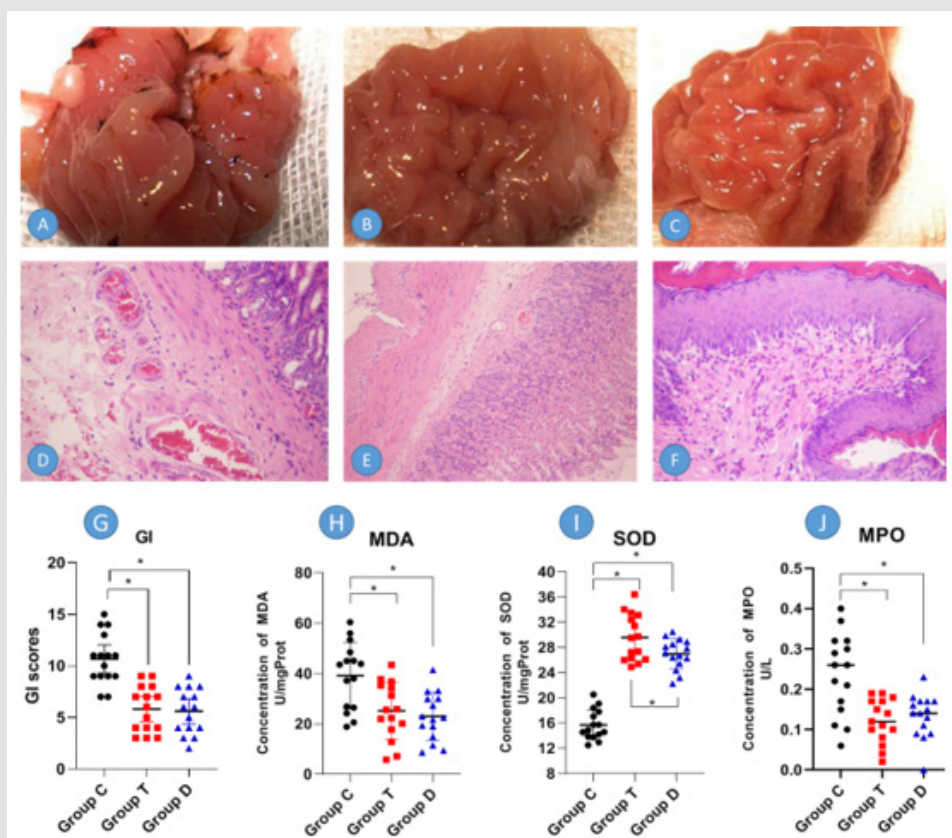 A
B
C
D
E
F
G
GI
H
MDA
I
SOD
J
MPO
GI scores
20
15
10
5
0
*
*
Group C
Group T
Group D
Concentration of MDA
U/mgProt
80
60
40
20
0
*
*
Group C
Group T
Group D
Concentration of SOD
U/mgProt
40
36
32
28
24
20
16
12
8
*
*
*
Group C
Group T
Group D
Concentration of MPO
U/L
0.5
0.4
0.3
0.2
0.1
0.0
*
*
Group C
Group T
Group D